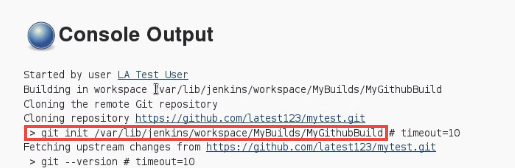 Console Output
Started by user LA Test User
Building in workspace /var/lib/jenkins/workspace/MyBuilds/MyGithubBuild
Cloning the remote Git repository
Cloning repository https://github.com/latest123/mytest.git
> git init /var/lib/jenkins/workspace/MyBuilds/MyGithubBuild # timeout=10
Fetching upstream changes from https://github.com/latest123/mytest.git
> git --version # timeout=10